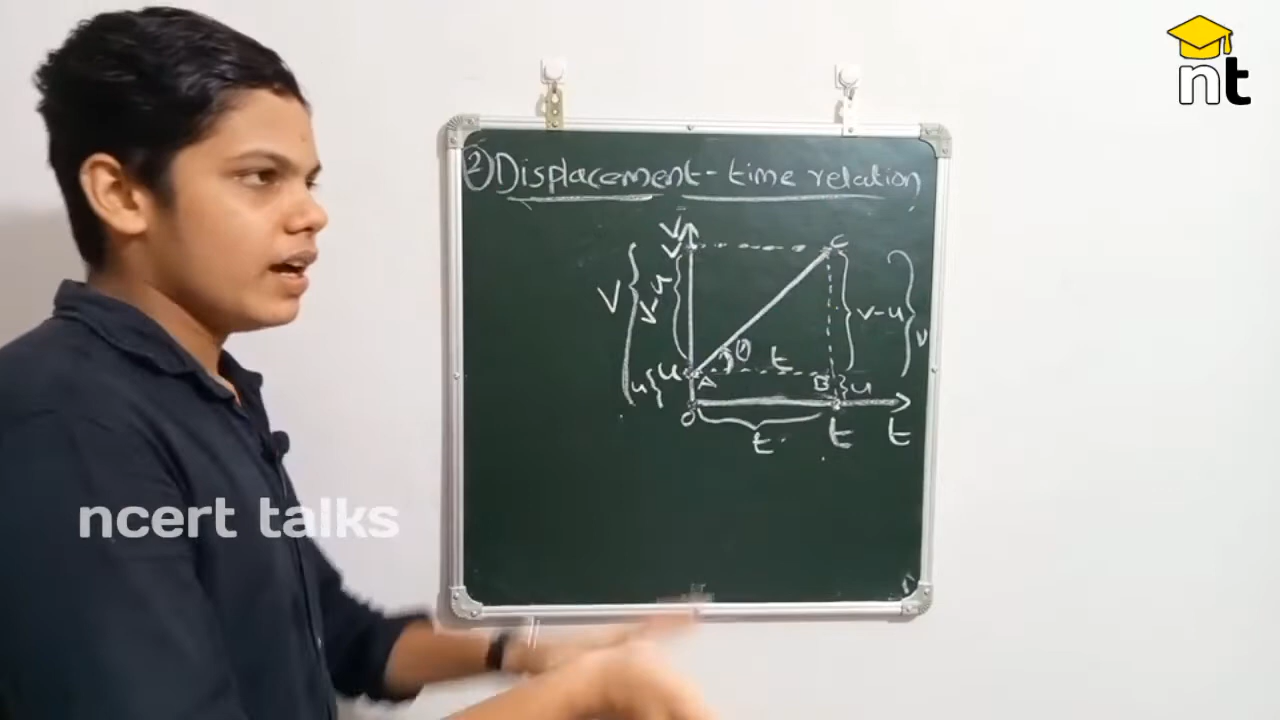 nt
② Displacement - time relation
V
V C
V V-u V-u v
θ t
u u A B u
O
t t t
ncert talks